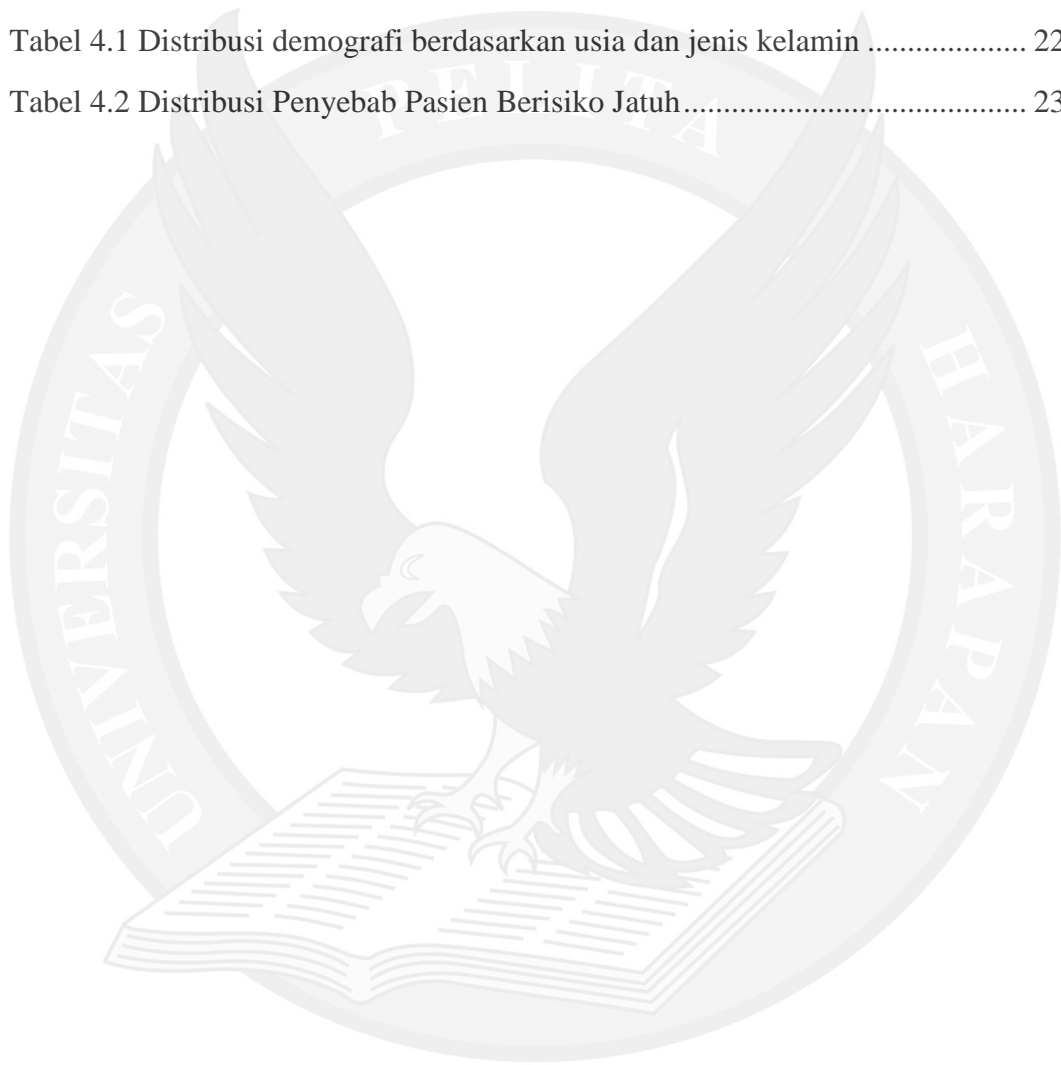 Tabel 4.1 Distribusi demografi berdasarkan usia dan jenis kelamin ................... 22
Tabel 4.2 Distribusi Penyebab Pasien Berisiko Jatuh..................................... 23
UNIVERSITAS
PELITA
HARAPAN